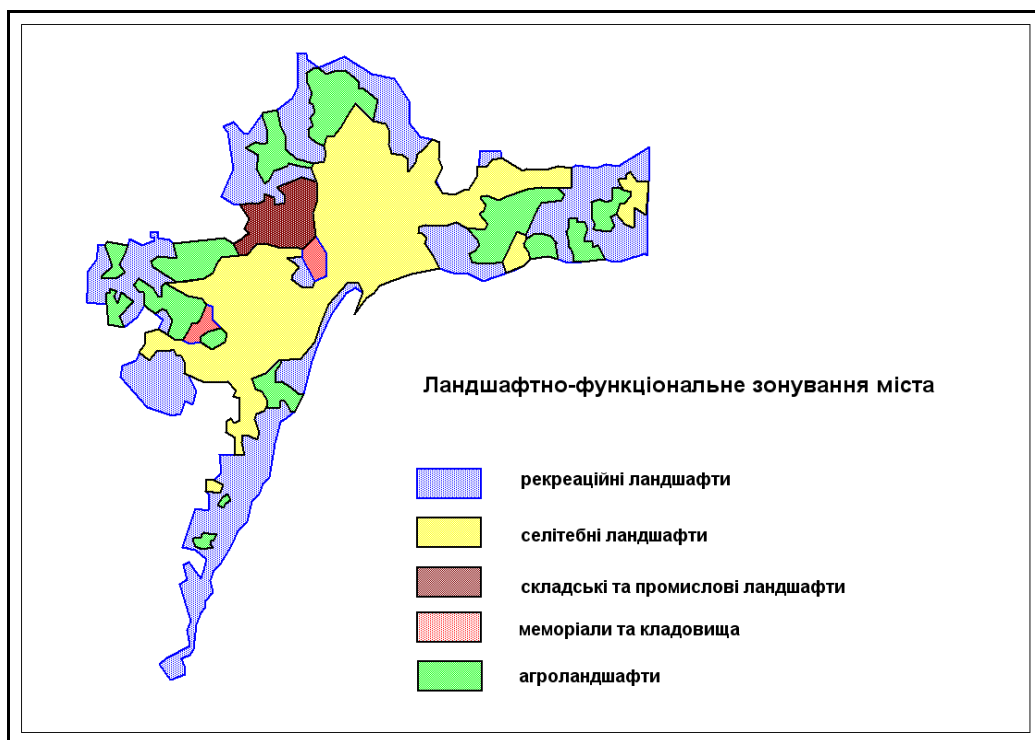 Ландшафтно-функціональне зонування міста
рекреаційні ландшафти
селітебні ландшафти
складські та промислові ландшафти
меморіали та кладовища
агроландшафти